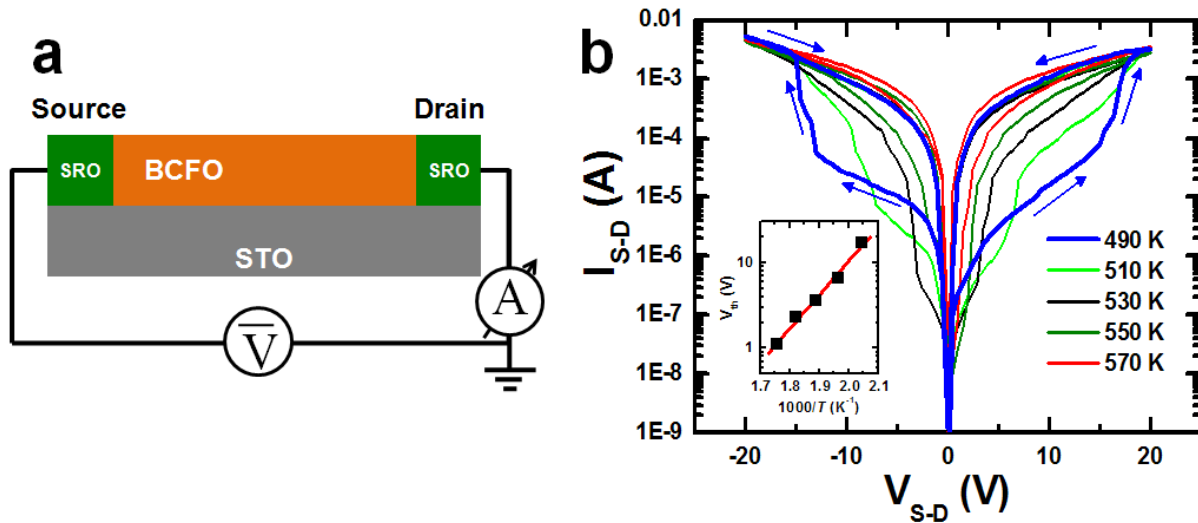 a
Source
Drain
SRO
BCFO
SRO
STO
V
A
b
0.01
1E-3
1E-4
1E-5
1E-6
1E-7
1E-8
1E-9
I_S-D (A)
-20 -10 0 10 20
V_S-D (V)
490 K
510 K
530 K
550 K
570 K
10
1
V_th (V)
1.7 1.8 1.9 2.0 2.1
1000/T (K⁻¹)